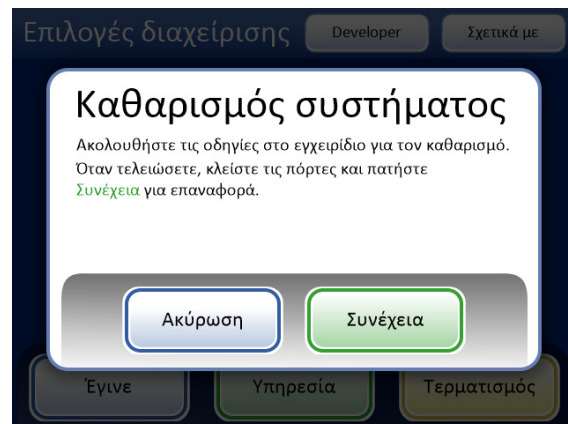 Επιλογές διαχείρισης Developer Σχετικά με
Καθαρισμός συστήματος
Ακολουθήστε τις οδηγίες στο εγχειρίδιο για τον καθαρισμό.
Όταν τελειώσετε, κλείστε τις πόρτες και πατήστε
Συνέχεια για επαναφορά.
Ακύρωση Συνέχεια
Έγινε Υπηρεσία Τερματισμός